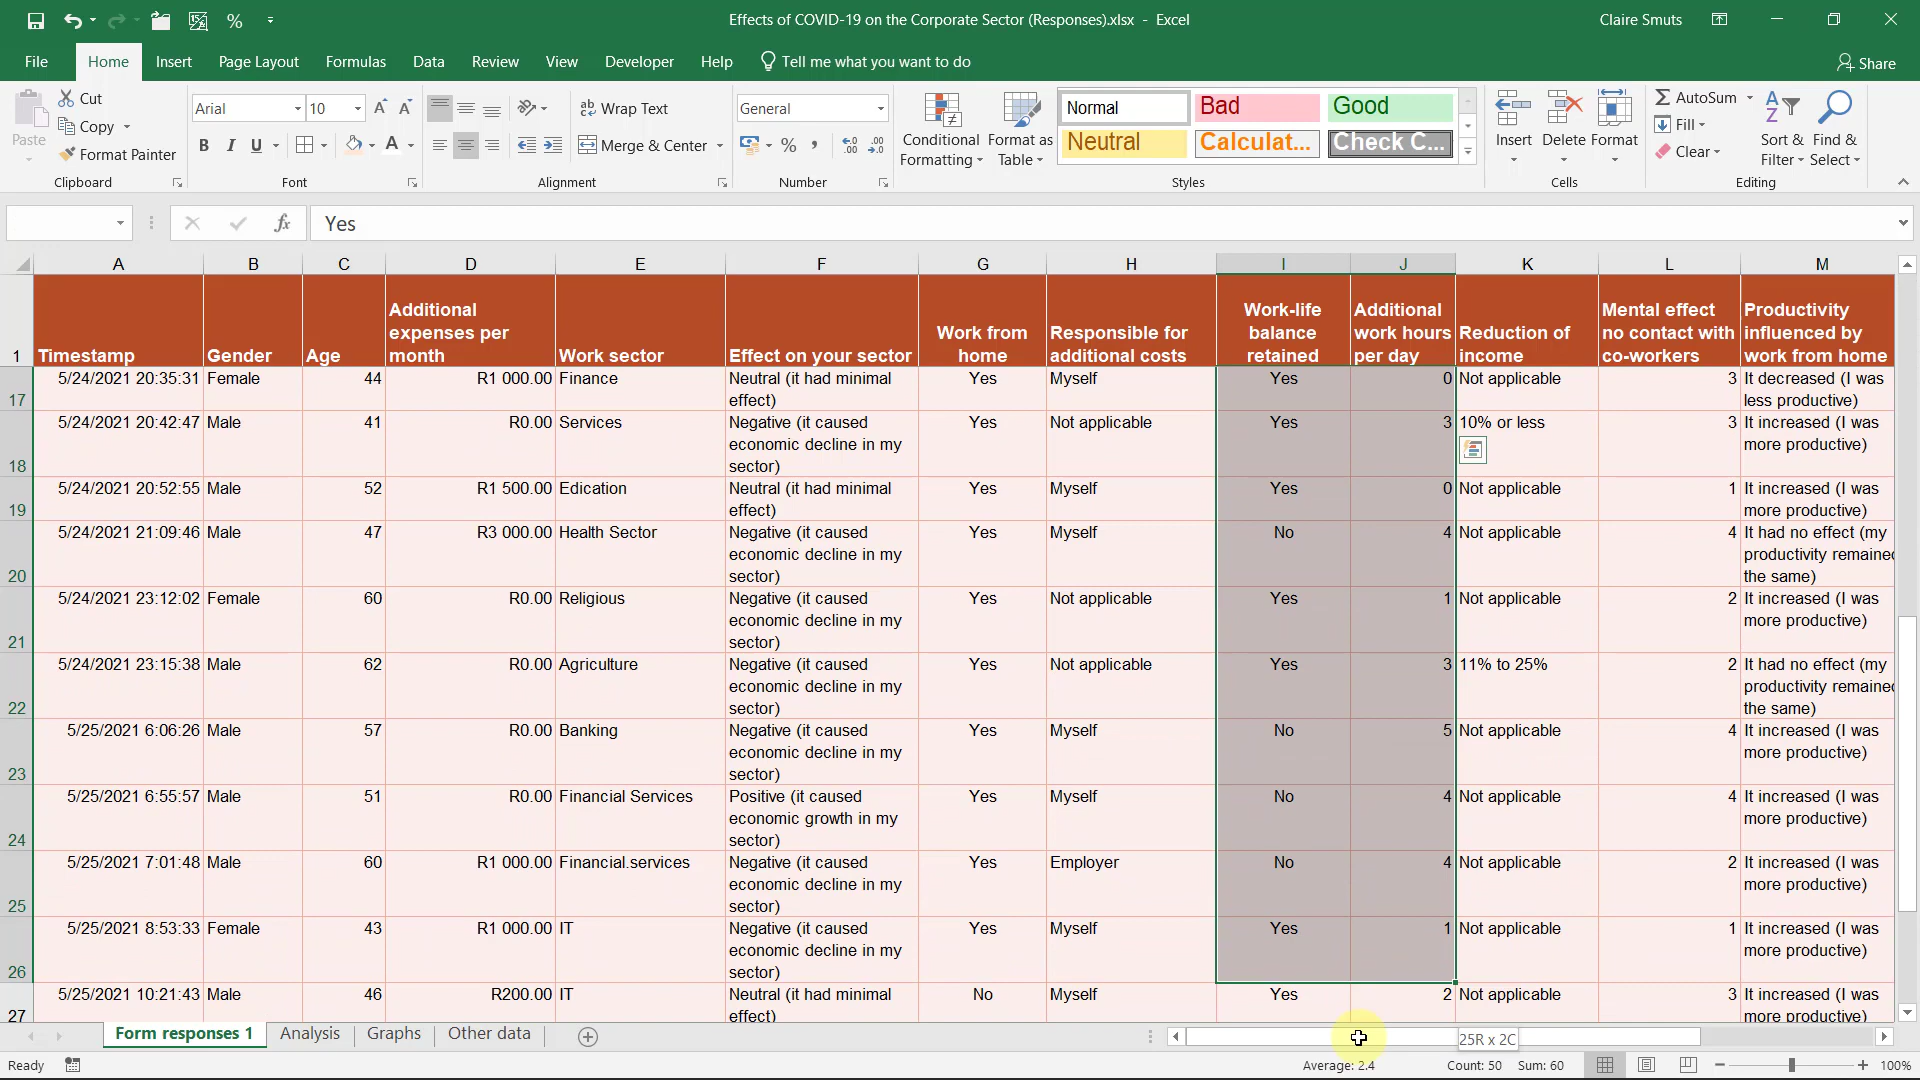 Effects of COVID-19 on the Corporate Sector (Responses).xlsx - Excel
Claire Smuts
File Home Insert Page Layout Formulas Data Review View Developer Help Tell me what you want to do Share
Paste
Cut
Copy
Format Painter
Clipboard
Arial 10
B I U
Font
Wrap Text
Merge & Center
Alignment
General
Number
Conditional Formatting
Format as Table
Normal Bad Good
Neutral Calculat... Check C...
Styles
Insert Delete Format
Cells
AutoSum
Fill
Clear
Sort & Filter
Find & Select
Editing
fx Yes
A B C D E F G H I J K L M
1 Timestamp Gender Age Additional expenses per month Work sector Effect on your sector Work from home Responsible for additional costs Work-life balance retained Additional work hours per day Reduction of income Mental effect no contact with co-workers Productivity influenced by work from home
17 5/24/2021 20:35:31 Female 44 R1 000.00 Finance Neutral (it had minimal effect) Yes Myself Yes 0 Not applicable 3 It decreased (I was less productive)
18 5/24/2021 20:42:47 Male 41 R0.00 Services Negative (it caused economic decline in my sector) Yes Not applicable Yes 3 10% or less 3 It increased (I was more productive)
19 5/24/2021 20:52:55 Male 52 R1 500.00 Edication Neutral (it had minimal effect) Yes Myself Yes 0 Not applicable 1 It increased (I was more productive)
20 5/24/2021 21:09:46 Male 47 R3 000.00 Health Sector Negative (it caused economic decline in my sector) Yes Myself No 4 Not applicable 4 It had no effect (my productivity remained the same)
21 5/24/2021 23:12:02 Female 60 R0.00 Religious Negative (it caused economic decline in my sector) Yes Not applicable Yes 1 Not applicable 2 It increased (I was more productive)
22 5/24/2021 23:15:38 Male 62 R0.00 Agriculture Negative (it caused economic decline in my sector) Yes Not applicable Yes 3 11% to 25% 2 It had no effect (my productivity remained the same)
23 5/25/2021 6:06:26 Male 57 R0.00 Banking Negative (it caused economic decline in my sector) Yes Myself No 5 Not applicable 4 It increased (I was more productive)
24 5/25/2021 6:55:57 Male 51 R0.00 Financial Services Positive (it caused economic growth in my sector) Yes Myself No 4 Not applicable 4 It increased (I was more productive)
25 5/25/2021 7:01:48 Male 60 R1 000.00 Financial.services Negative (it caused economic decline in my sector) Yes Employer No 4 Not applicable 2 It increased (I was more productive)
26 5/25/2021 8:53:33 Female 43 R1 000.00 IT Negative (it caused economic decline in my sector) Yes Myself Yes 1 Not applicable 1 It increased (I was more productive)
27 5/25/2021 10:21:43 Male 46 R200.00 IT Neutral (it had minimal effect) No Myself Yes 2 Not applicable 3 It increased (I was more productive)
Form responses 1 Analysis Graphs Other data
25R x 2C
Ready Average: 2.4 Count: 50 Sum: 60 100%